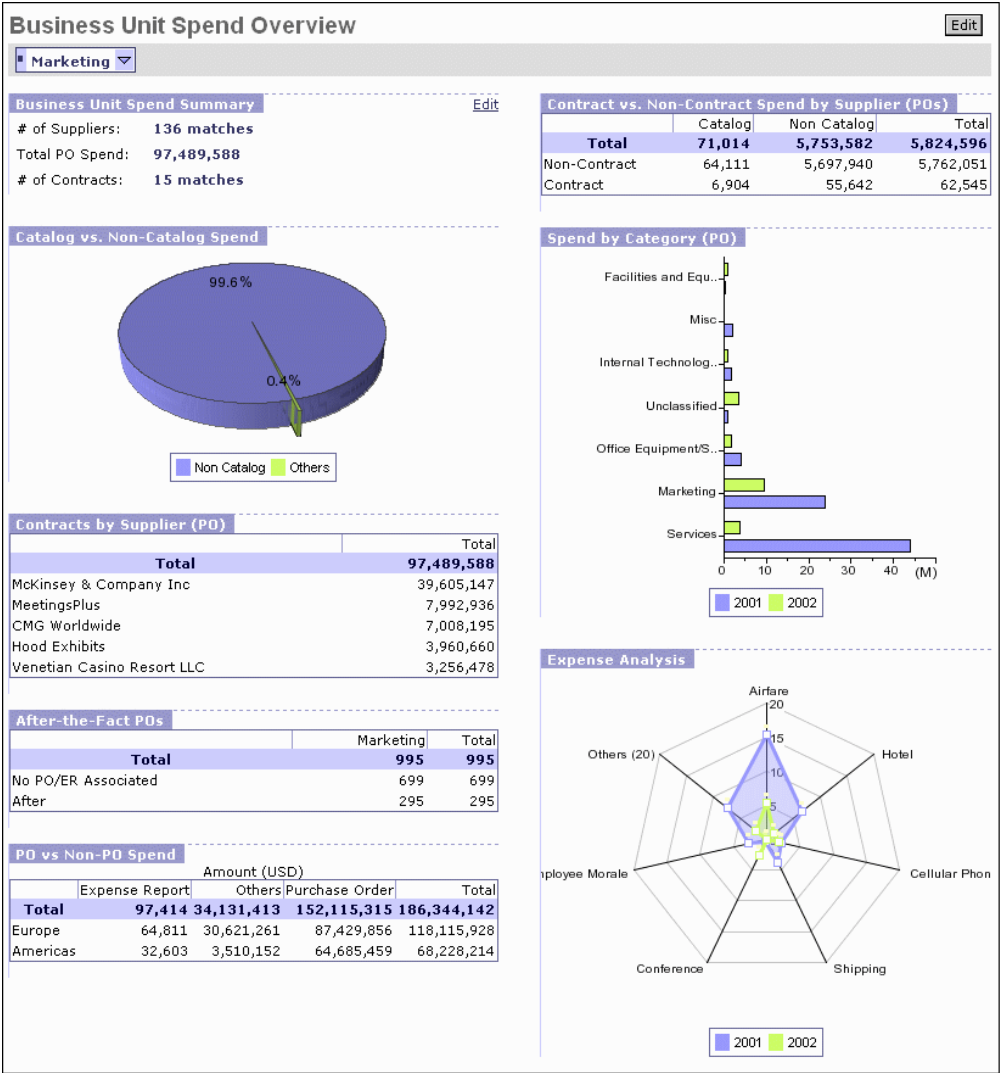 Business Unit Spend Overview
Edit
Marketing
Business Unit Spend Summary
Edit
# of Suppliers: 136 matches
Total PO Spend: 97,489,588
# of Contracts: 15 matches
Catalog vs. Non-Catalog Spend
99.6%
0.4%
Non Catalog Others
Contracts by Supplier (PO)
Total
Total 97,489,588
McKinsey & Company Inc 39,605,147
MeetingsPlus 7,992,936
CMG Worldwide 7,008,195
Hood Exhibits 3,960,660
Venetian Casino Resort LLC 3,256,478
After-the-Fact POs
Marketing Total
Total 995 995
No PO/ER Associated 699 699
After 295 295
PO vs Non-PO Spend
Amount (USD)
Expense Report Others Purchase Order Total
Total 97,414 34,131,413 152,115,315 186,344,142
Europe 64,811 30,621,261 87,429,856 118,115,928
Americas 32,603 3,510,152 64,685,459 68,228,214
Contract vs. Non-Contract Spend by Supplier (POs)
Catalog Non Catalog Total
Total 71,014 5,753,582 5,824,596
Non-Contract 64,111 5,697,940 5,762,051
Contract 6,904 55,642 62,545
Spend by Category (PO)
Facilities and Equ..
Misc
Internal Technolog..
Unclassified
Office Equipment/S..
Marketing
Services
0 10 20 30 40 (M)
2001 2002
Expense Analysis
Airfare
20
15
10
5
Others (20)
Hotel
nployee Morale
Cellular Phon
Conference
Shipping
2001 2002